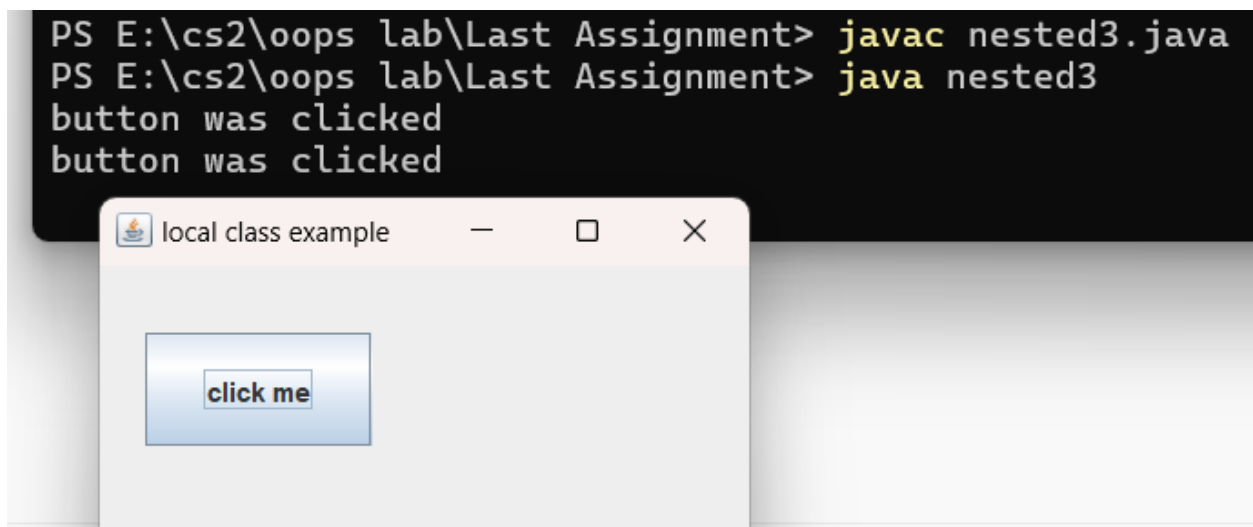 PS E:\cs2\oops lab\Last Assignment> javac nested3.java
PS E:\cs2\oops lab\Last Assignment> java nested3
button was clicked
button was clicked
local class example
click me